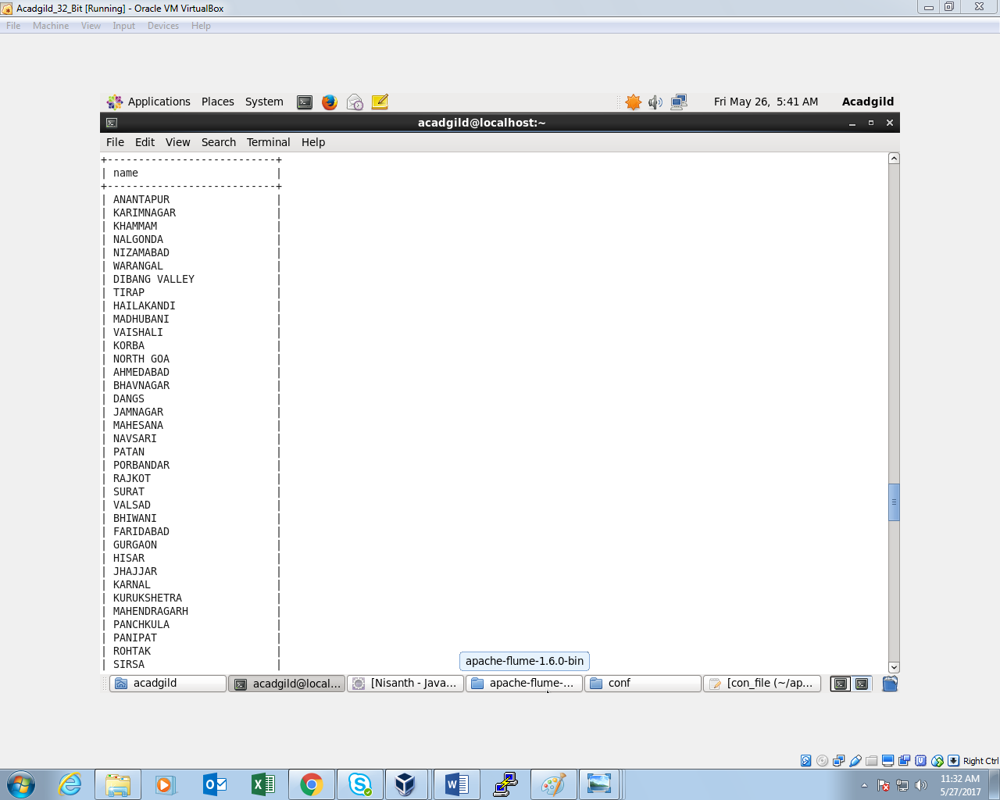 Acadgild_32_Bit [Running] - Oracle VM VirtualBox
File Machine View Input Devices Help
Applications Places System Fri May 26, 5:41 AM Acadgild
acadgild@localhost:~
File Edit View Search Terminal Help
+---------------------------+
| name |
+---------------------------+
| ANANTAPUR |
| KARIMNAGAR |
| KHAMMAM |
| NALGONDA |
| NIZAMABAD |
| WARANGAL |
| DIBANG VALLEY |
| TIRAP |
| HAILAKANDI |
| MADHUBANI |
| VAISHALI |
| KORBA |
| NORTH GOA |
| AHMEDABAD |
| BHAVNAGAR |
| DANGS |
| JAMNAGAR |
| MAHESANA |
| NAVSARI |
| PATAN |
| PORBANDAR |
| RAJKOT |
| SURAT |
| VALSAD |
| BHIWANI |
| FARIDABAD |
| GURGAON |
| HISAR |
| JHAJJAR |
| KARNAL |
| KURUKSHETRA |
| MAHENDRAGARH |
| PANCHKULA |
| PANIPAT |
| ROHTAK |
| SIRSA |
apache-flume-1.6.0-bin
acadgild acadgild@local... [Nisanth - Java... apache-flume-... conf [con_file (~/ap...
Right Ctrl
11:32 AM
5/27/2017